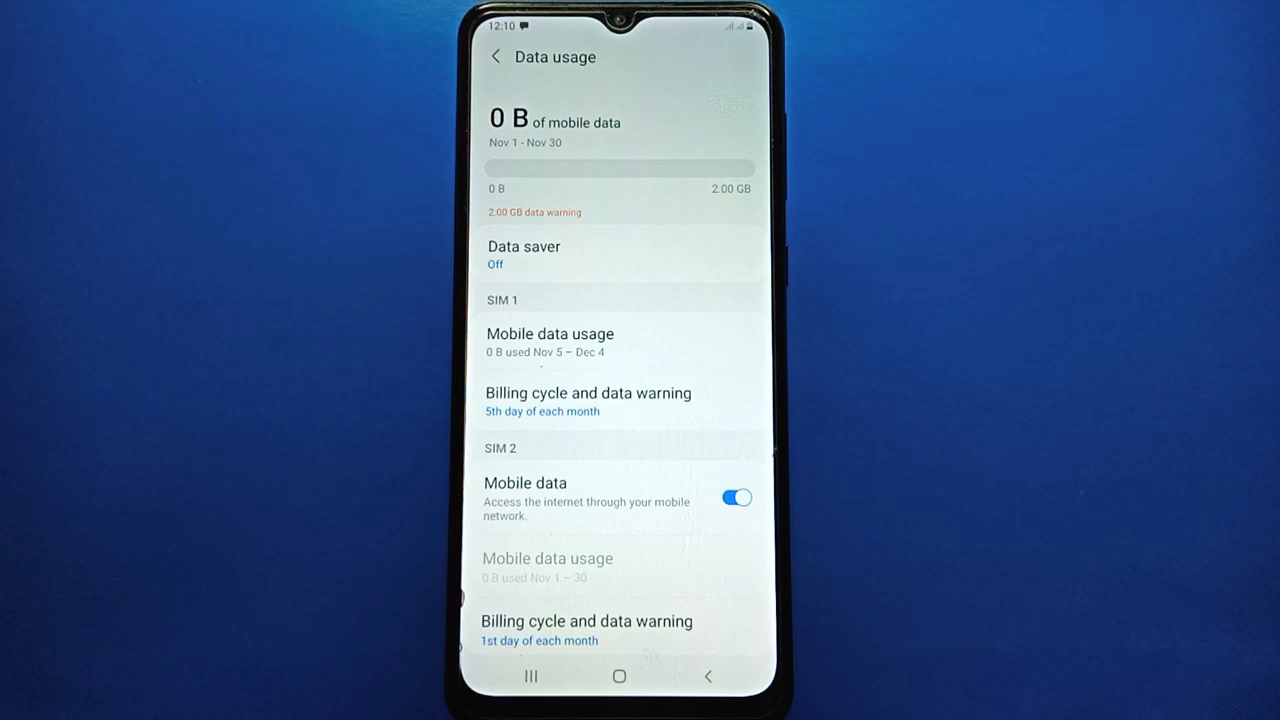 12:10
Data usage
0 B of mobile data
Nov 1 - Nov 30
0 B 2.00 GB
2.00 GB data warning
Data saver
Off
SIM 1
Mobile data usage
0 B used Nov 5 – Dec 4
Billing cycle and data warning
5th day of each month
SIM 2
Mobile data
Access the internet through your mobile
network.
Mobile data usage
0 B used Nov 1 – 30
Billing cycle and data warning
1st day of each month